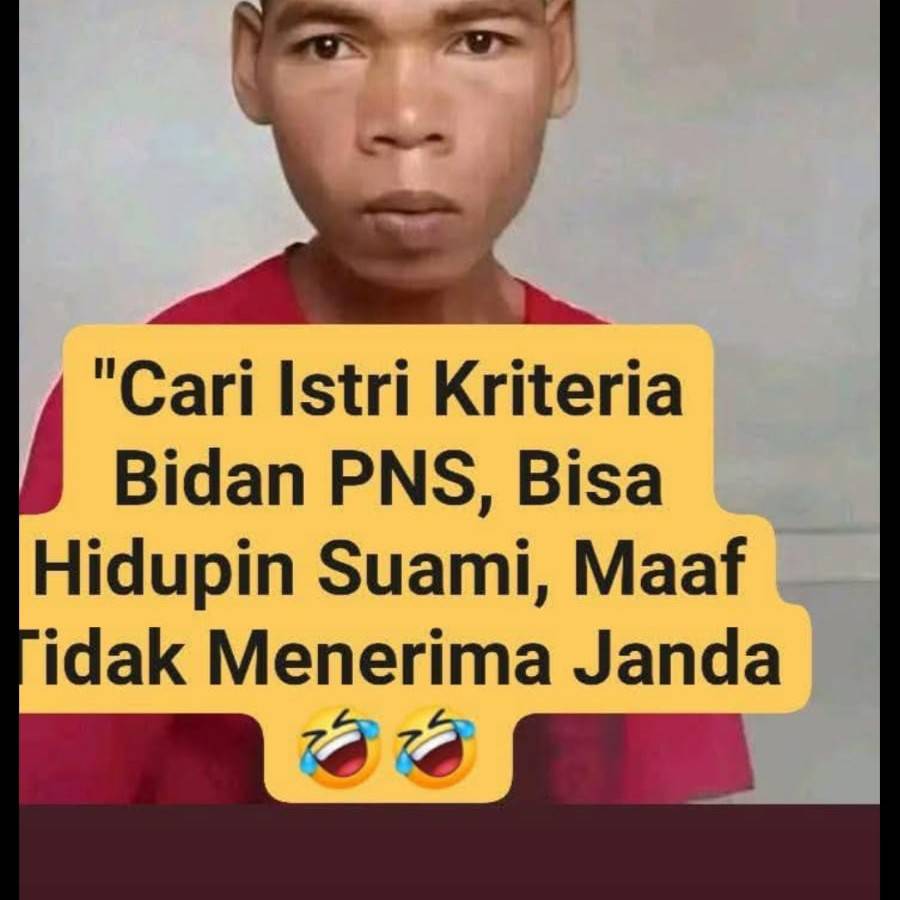 "Cari Istri Kriteria
Bidan PNS, Bisa
Hidupin Suami, Maaf
Tidak Menerima Janda
🤣🤣